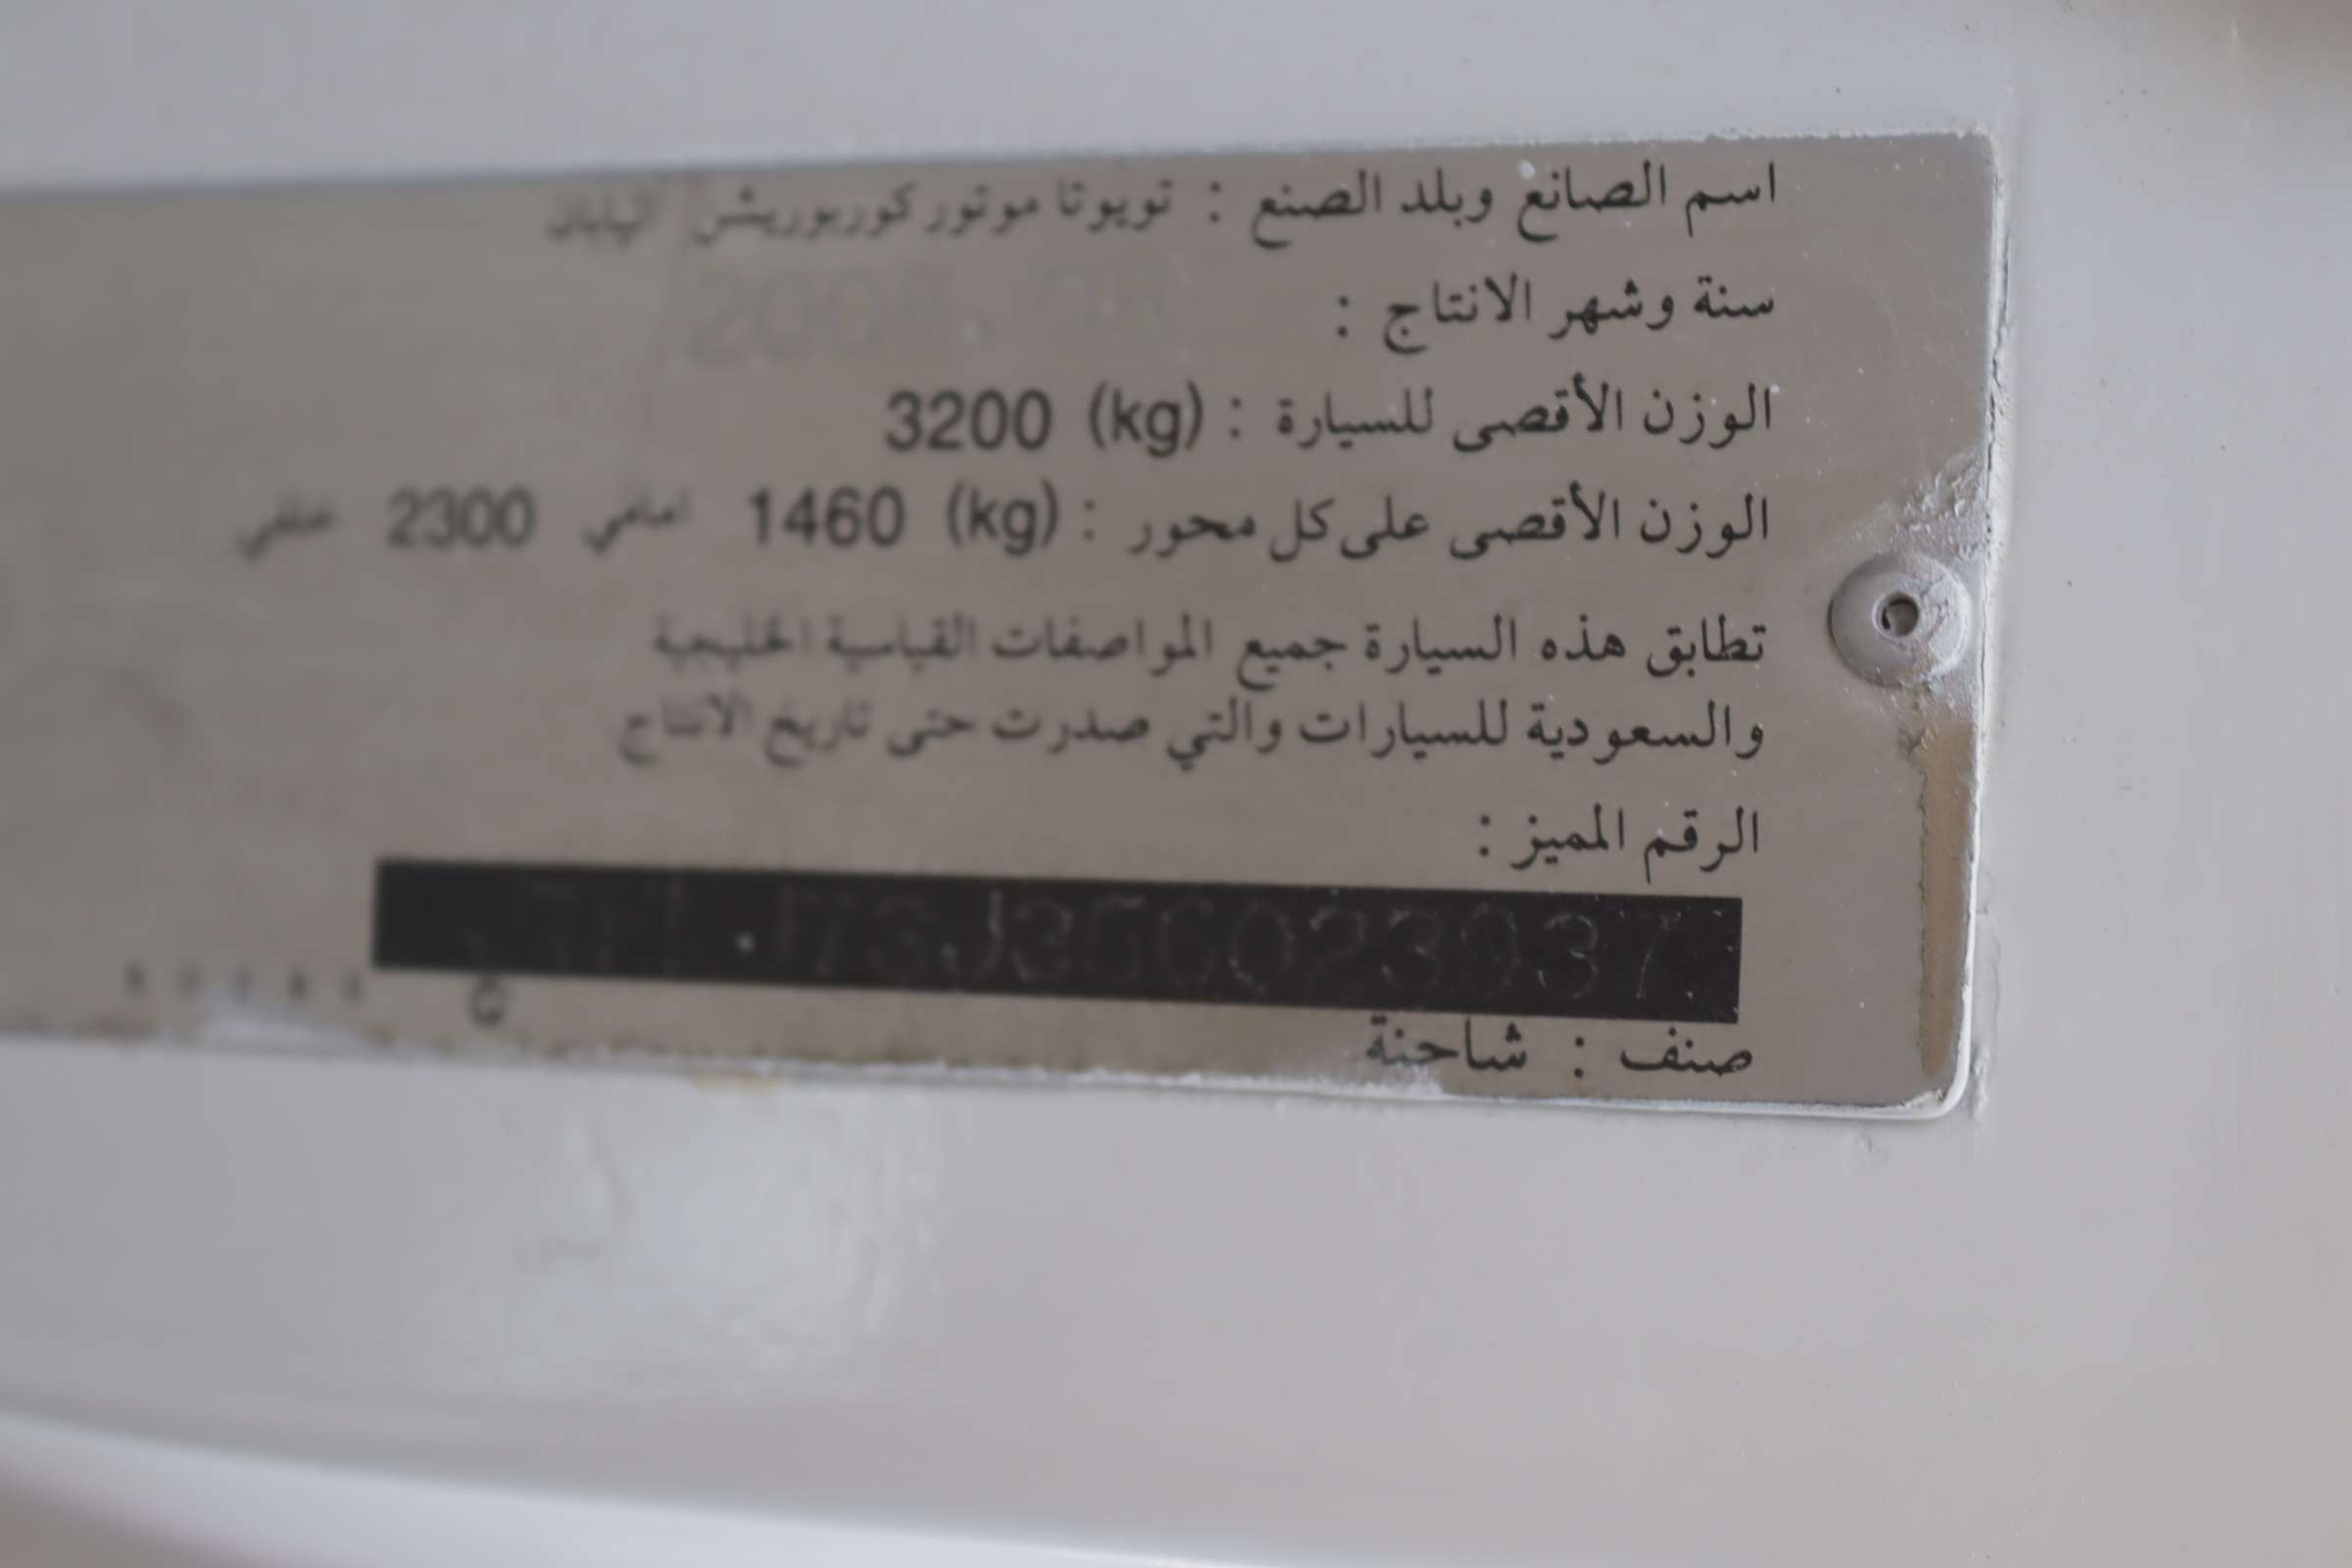 اسم الصانع وبلد الصنع : تويوتا موتور كوربوريشن اليابان
سنة وشهر الانتاج :
الوزن الأقصى للسيارة : (kg) 3200
الوزن الأقصى على كل محور : (kg) 1460 امامي 2300 خلفي
تطابق هذه السيارة جميع المواصفات القياسية الخليجية
والسعودية للسيارات والتي صدرت حتى تاريخ الانتاج
الرقم المميز :
صنف : شاحنة